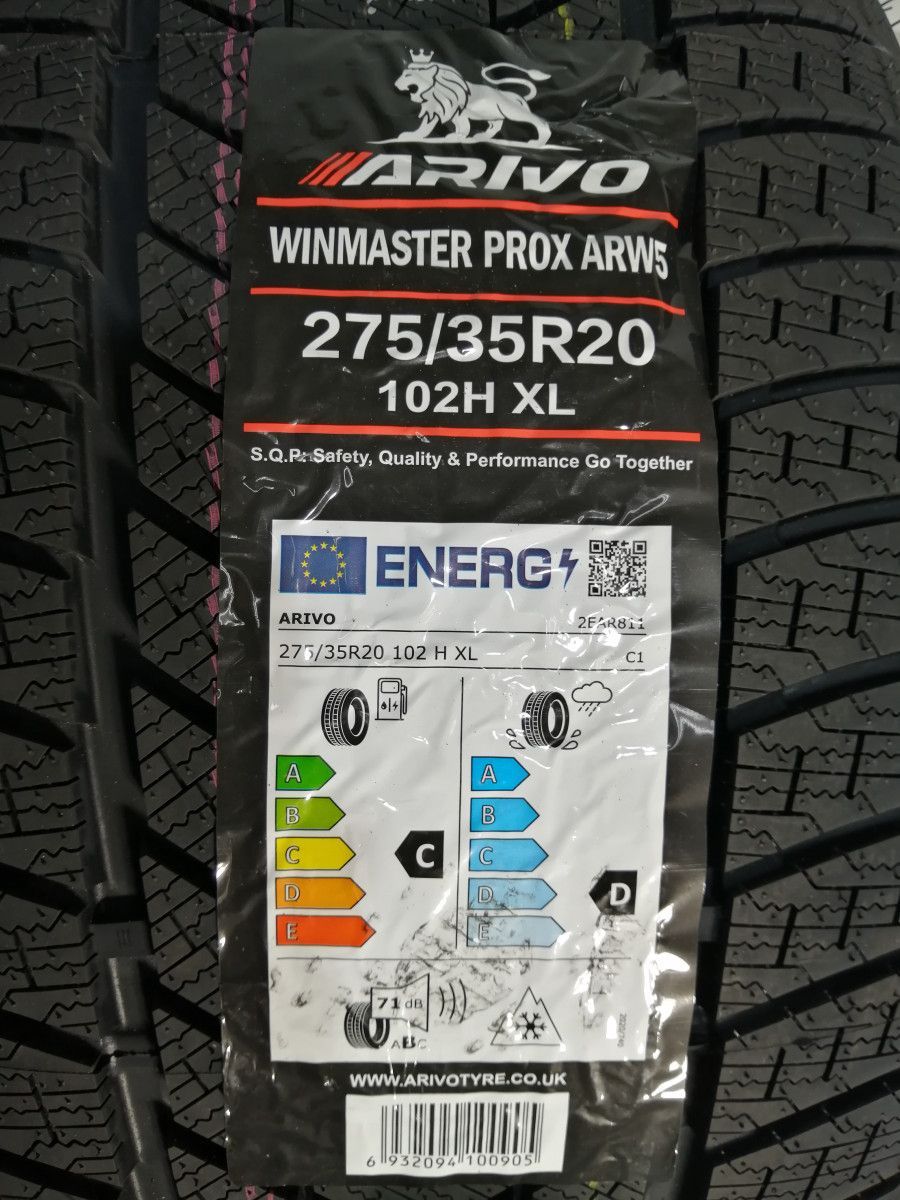 ARIVO
WINMASTER PROX ARW5
275/35R20
102H XL
S.Q.P: Safety, Quality & Performance Go Together
ENERG
ARIVO 2EAR811
275/35R20 102 H XL C1
A A
B B
C C C
D D D
E E
71 dB
ABC
WWW.ARIVOTYRE.CO.UK
6 932094 100905